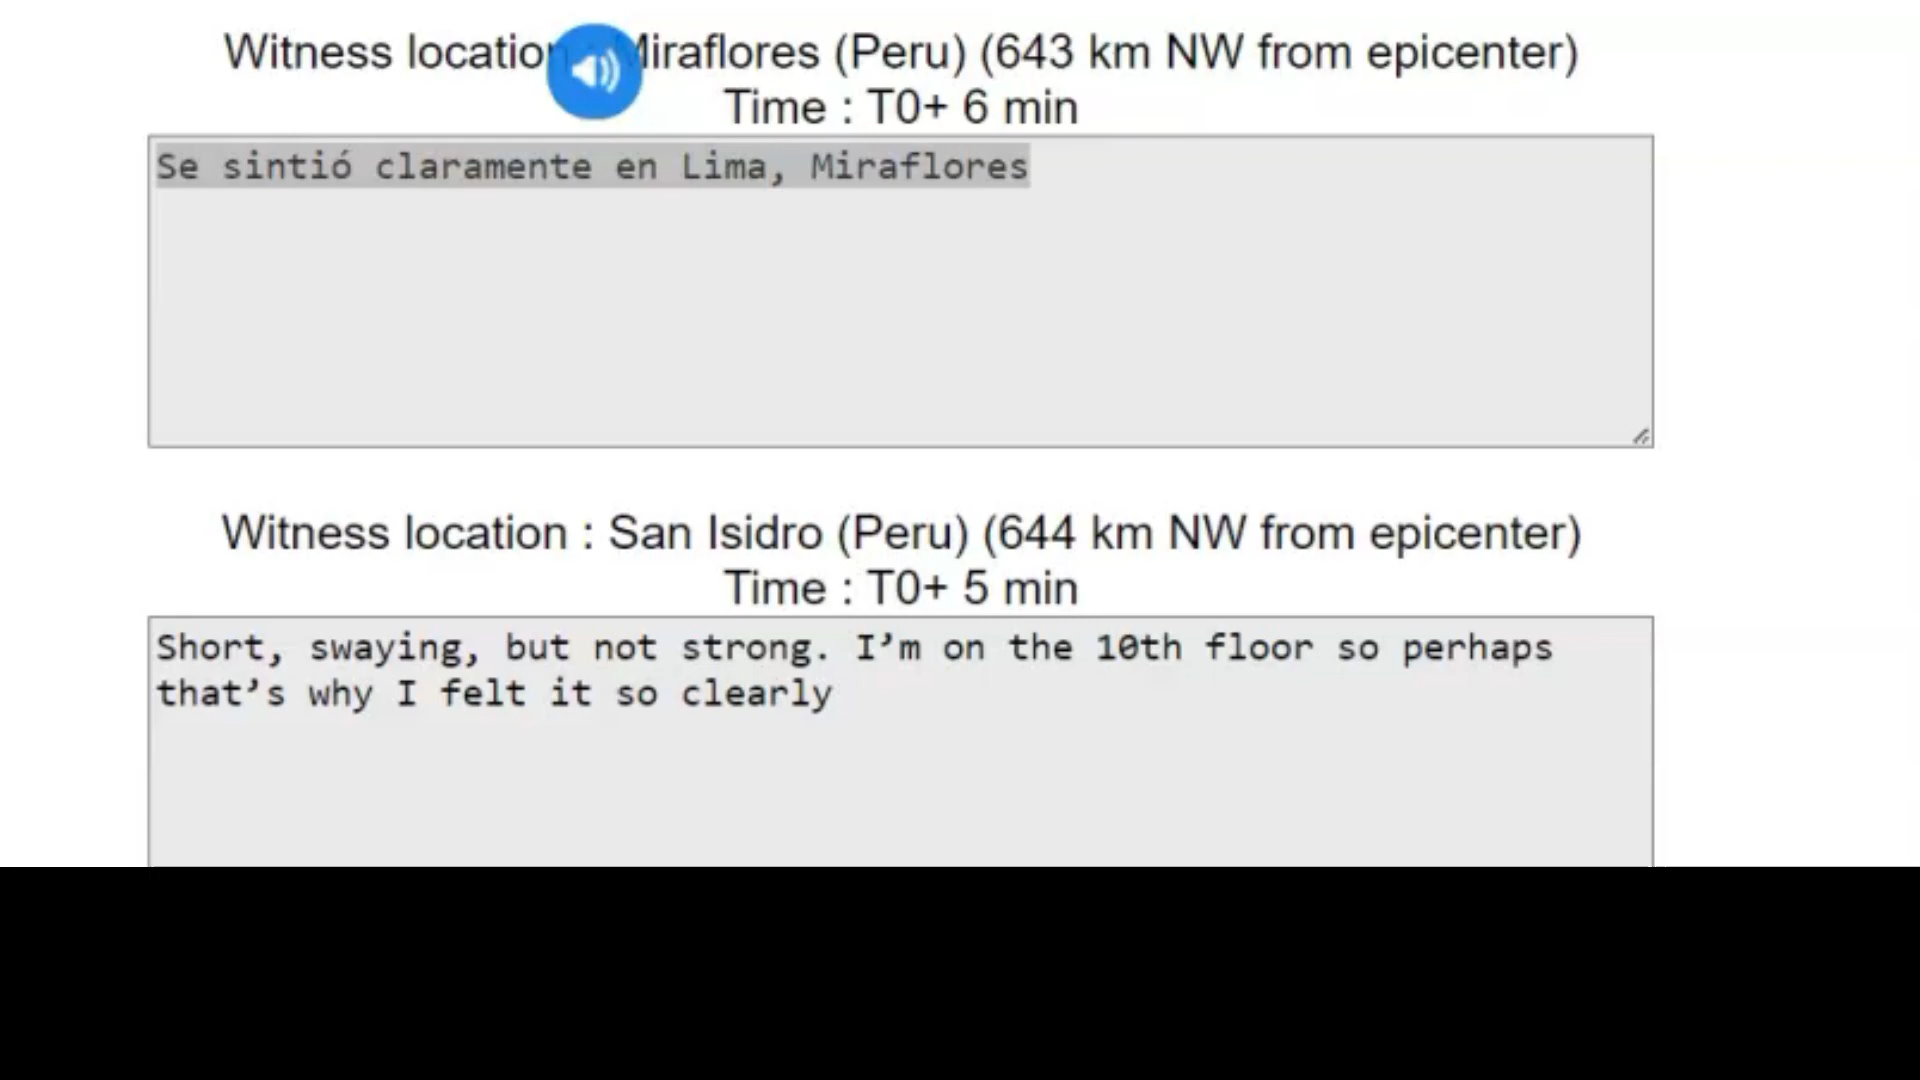 Witness location : Miraflores (Peru) (643 km NW from epicenter)
Time : T0+ 6 min
Se sintió claramente en Lima, Miraflores
Witness location : San Isidro (Peru) (644 km NW from epicenter)
Time : T0+ 5 min
Short, swaying, but not strong. I’m on the 10th floor so perhaps
that’s why I felt it so clearly